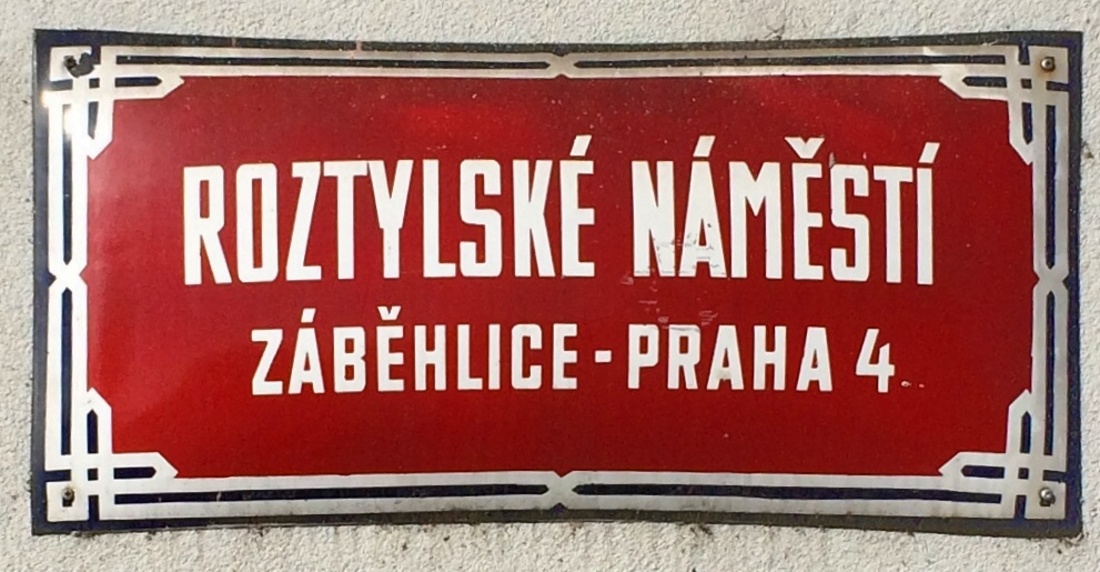 ROZTYLSKÉ NÁMĚSTÍ
ZÁBĚHLICE - PRAHA 4